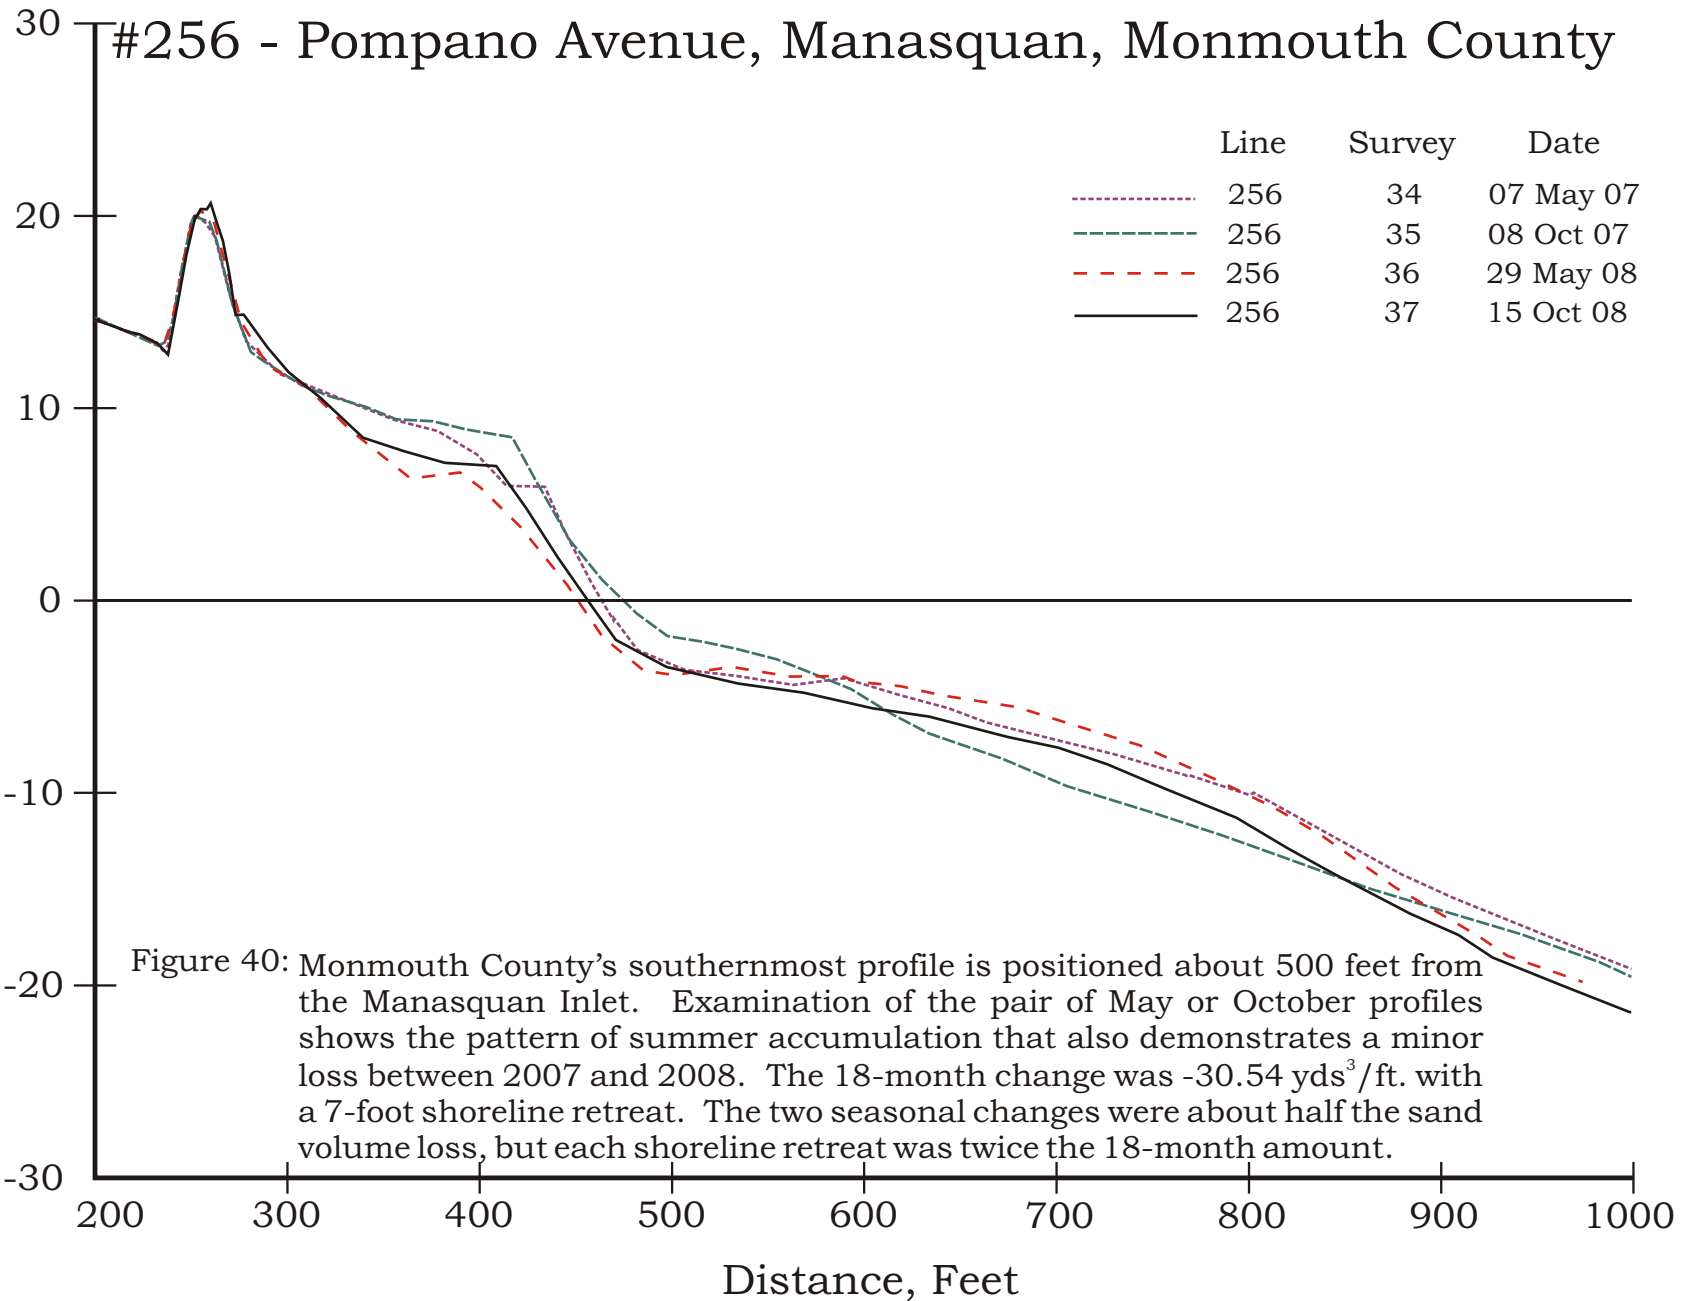 #256 - Pompano Avenue, Manasquan, Monmouth County
Line Survey Date
256 34 07 May 07
256 35 08 Oct 07
256 36 29 May 08
256 37 15 Oct 08
30
20
10
0
-10
-20
-30
Figure 40: Monmouth County’s southernmost profile is positioned about 500 feet from
the Manasquan Inlet. Examination of the pair of May or October profiles
shows the pattern of summer accumulation that also demonstrates a minor
loss between 2007 and 2008. The 18-month change was -30.54 yds³/ft. with
a 7-foot shoreline retreat. The two seasonal changes were about half the sand
volume loss, but each shoreline retreat was twice the 18-month amount.
200 300 400 500 600 700 800 900 1000
Distance, Feet